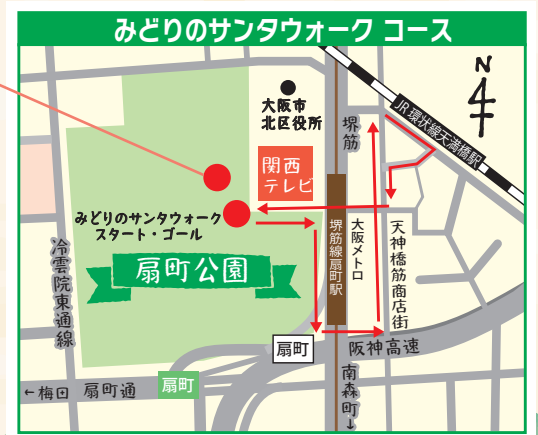 みどりのサンタウォーク コース
N
大阪市
北区役所
堺筋
JR環状線天満橋駅
関西
テレビ
みどりのサンタウォーク
スタート・ゴール
扇町公園
冷雲院東通線
堺筋線扇町駅
大阪メトロ
天神橋筋商店街
扇町
阪神高速
←梅田 扇町通
扇町
南森町↓